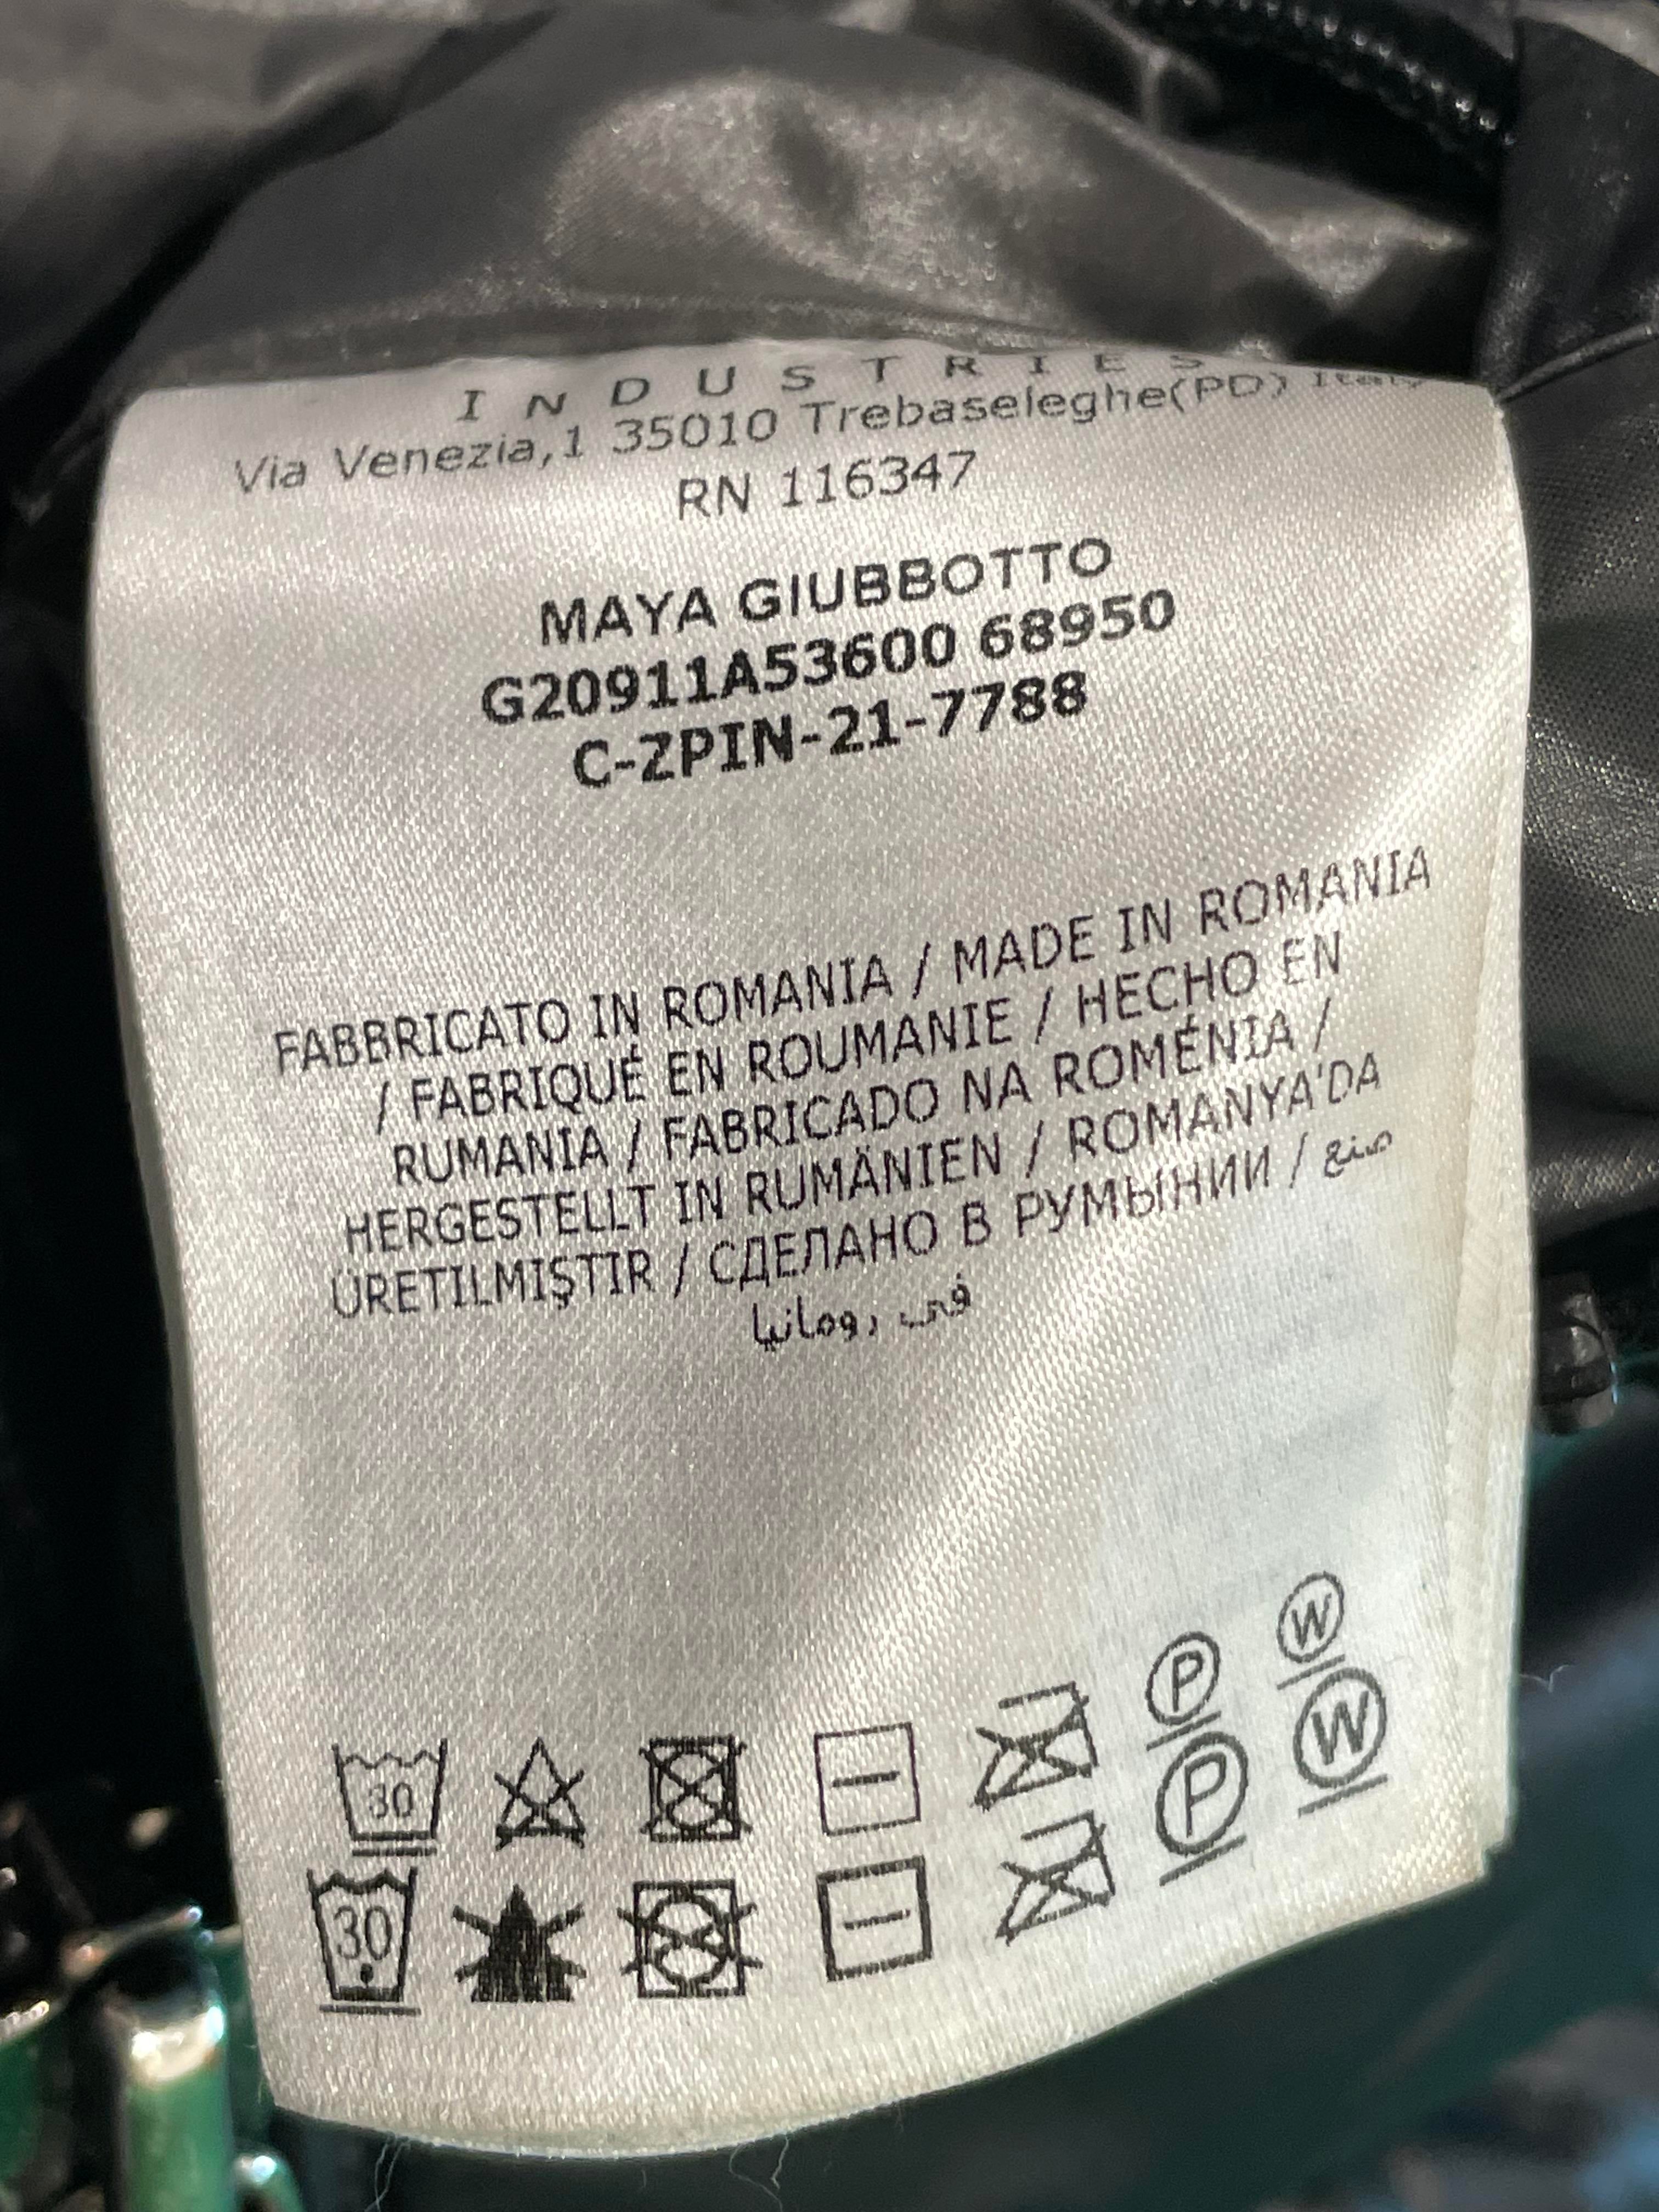 INDUSTRIES
Via Venezia,1 35010 Trebaseleghe(PD) Italy
RN 116347
MAYA GIUBBOTTO
G20911A53600 68950
C-ZPIN-21-7788
FABBRICATO IN ROMANIA / MADE IN ROMANIA
/ FABRIQUÉ EN ROUMANIE / HECHO EN
RUMANIA / FABRICADO NA ROMÉNIA /
HERGESTELLT IN RUMÄNIEN / ROMANYA'DA
ÜRETILMIŞTIR / СДЕЛАНО В РУМЫНИИ / صنع
في رومانيا
W
P
30
W
P
30